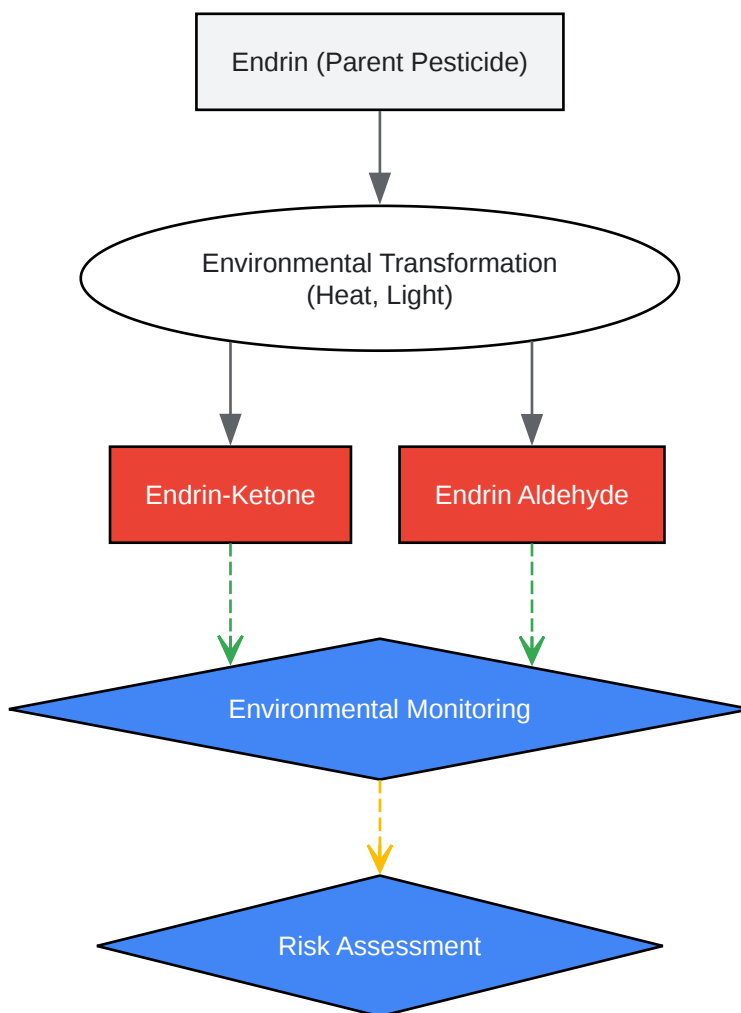 Endrin (Parent Pesticide)
Environmental Transformation
(Heat, Light)
Endrin-Ketone
Endrin Aldehyde
Environmental Monitoring
Risk Assessment